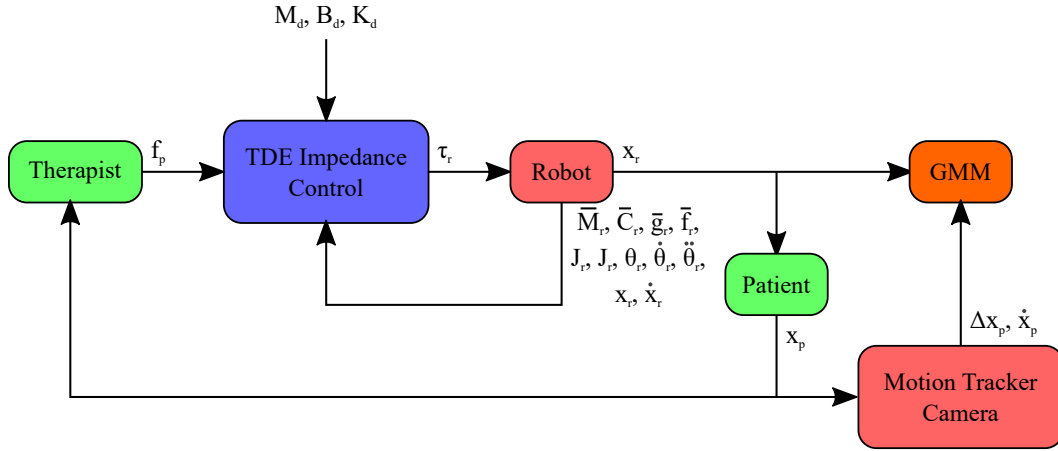 M_d, B_d, K_d
Therapist
f_p
TDE Impedance
Control
τ_r
Robot
x_r
GMM
M̅_r, C̅_r, g̅_r, f̅_r,
J_r, J_r, θ_r, θ̇_r, θ̈_r,
x_r, ẋ_r
Patient
x_p
Δx_p, ẋ_p
Motion Tracker
Camera